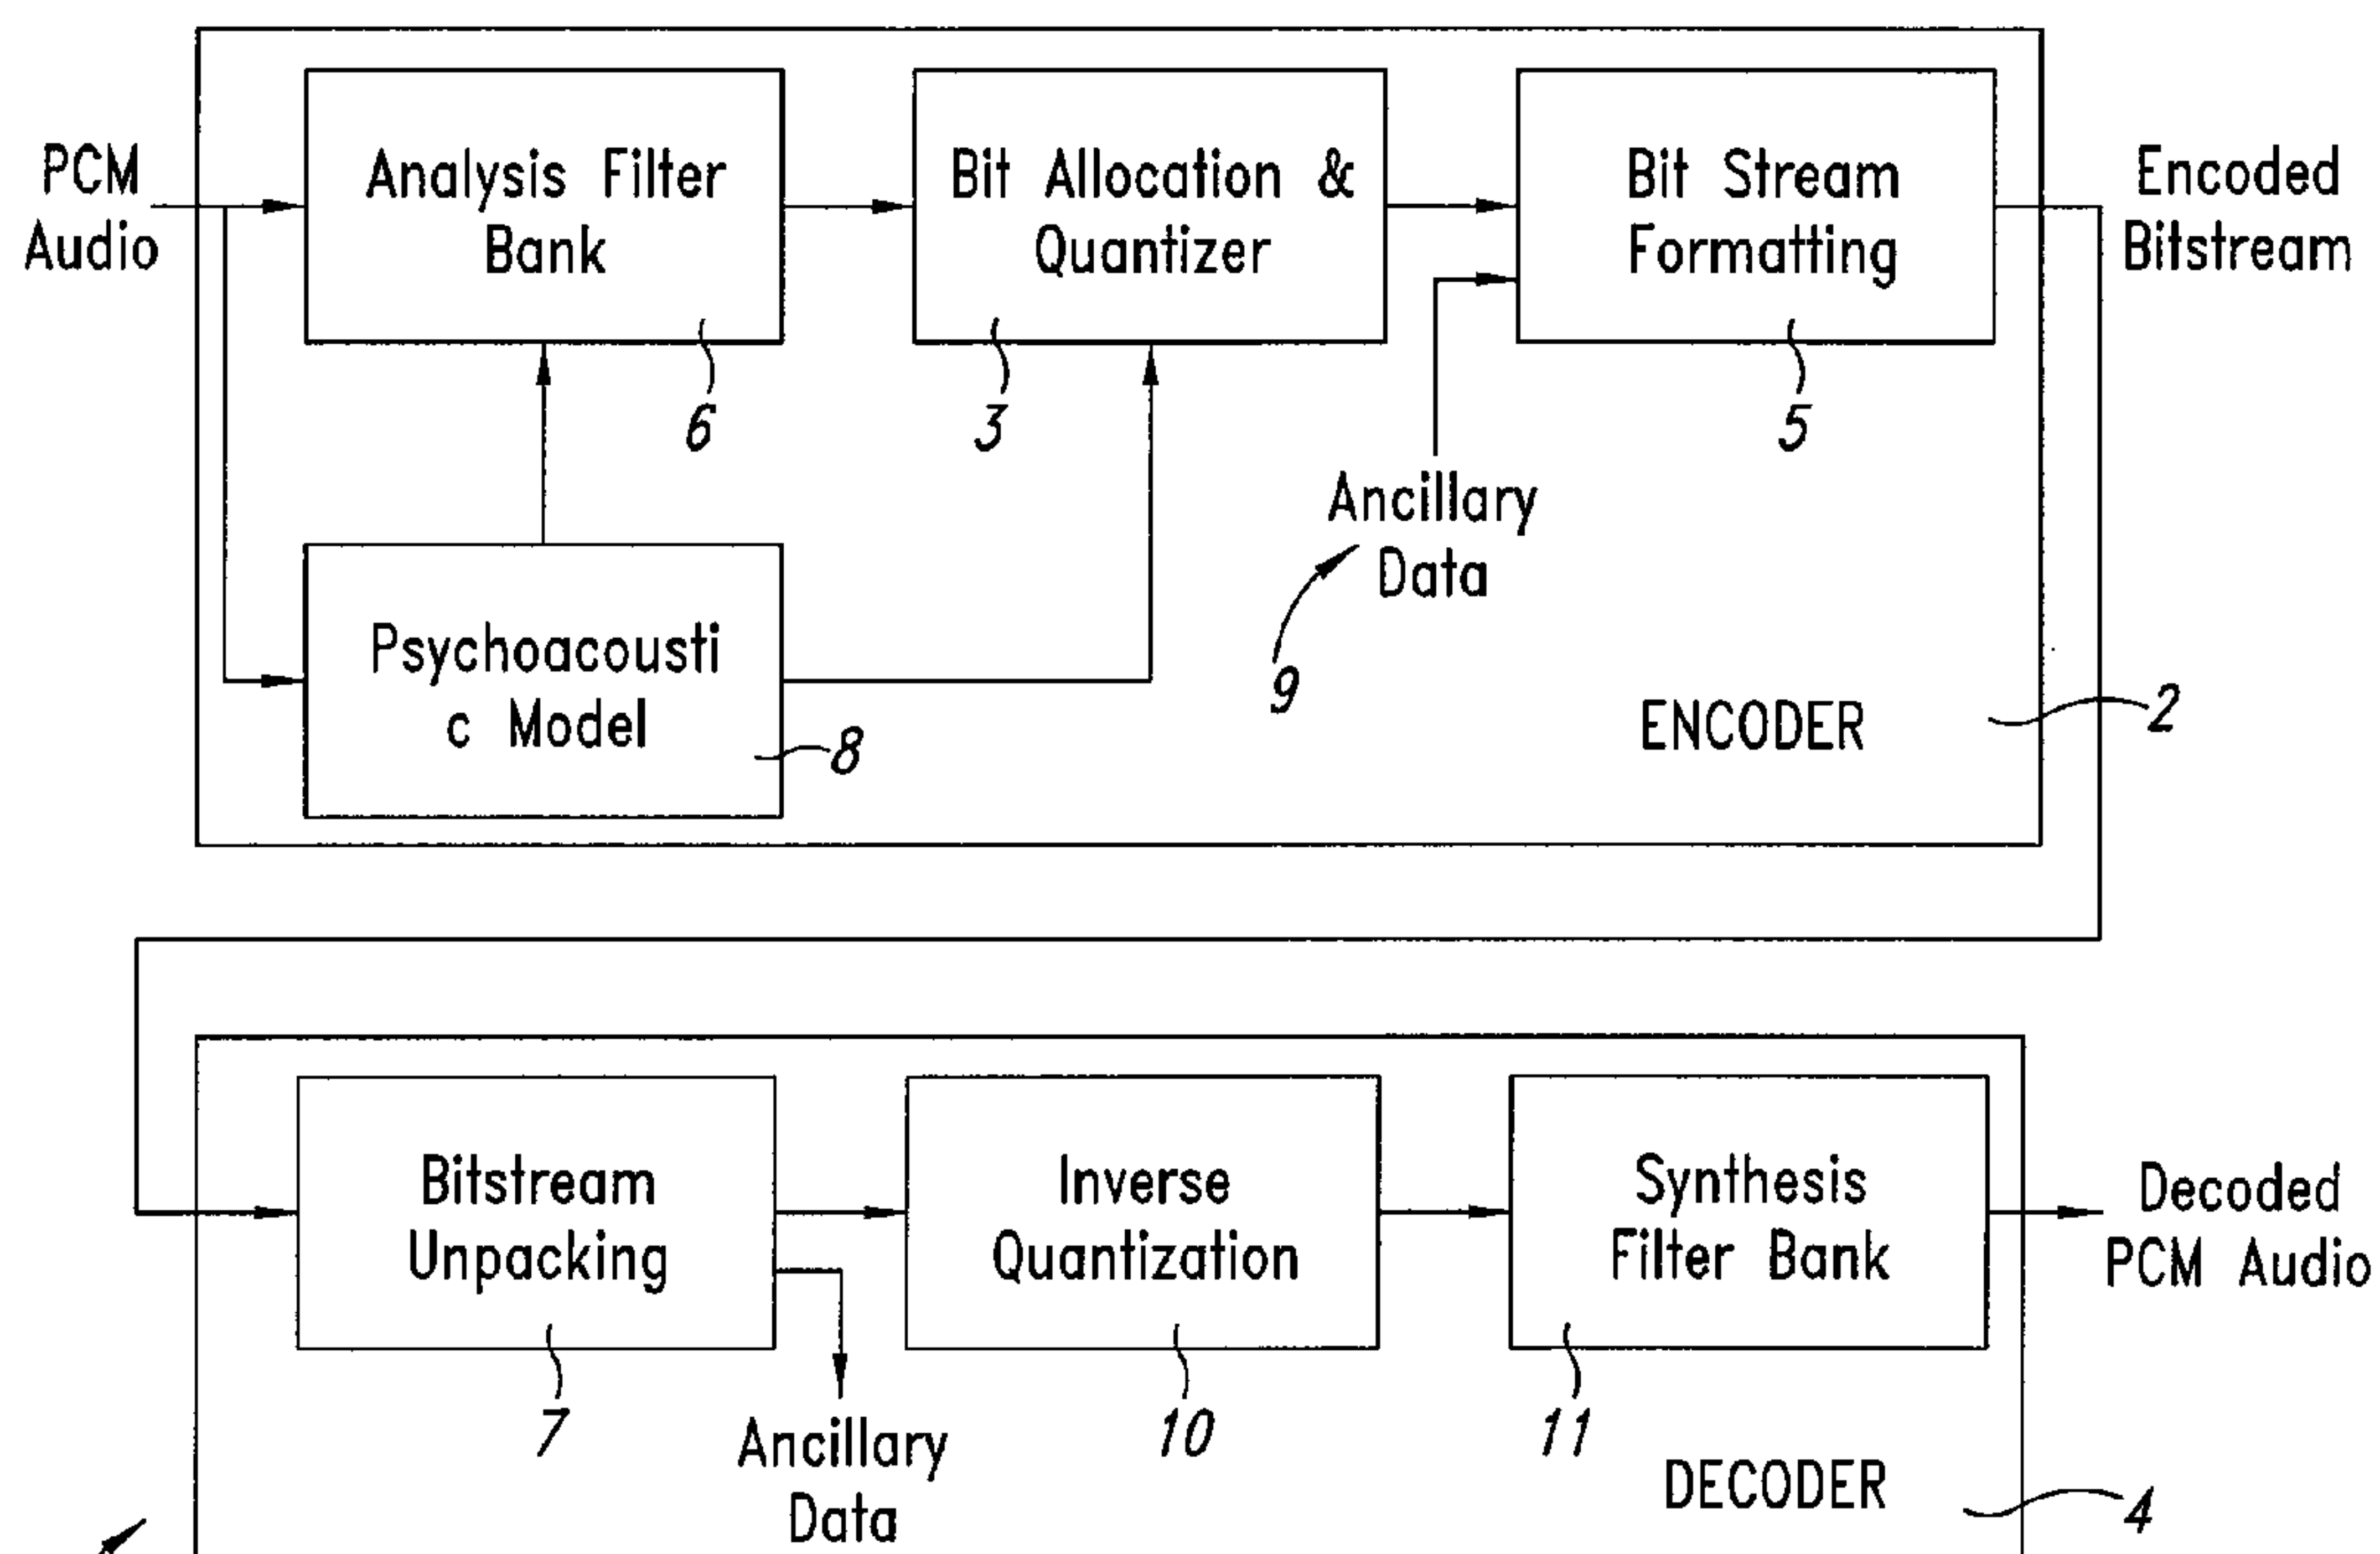 PCM
Audio
Analysis Filter
Bank
6
Bit Allocation &
Quantizer
3
Bit Stream
Formatting
5
Encoded
Bitstream
Ancillary
Data
9
Psychoacousti
c Model
8
ENCODER
2
Bitstream
Unpacking
7
Ancillary
Data
Inverse
Quantization
10
Synthesis
Filter Bank
11
Decoded
PCM Audio
DECODER
4